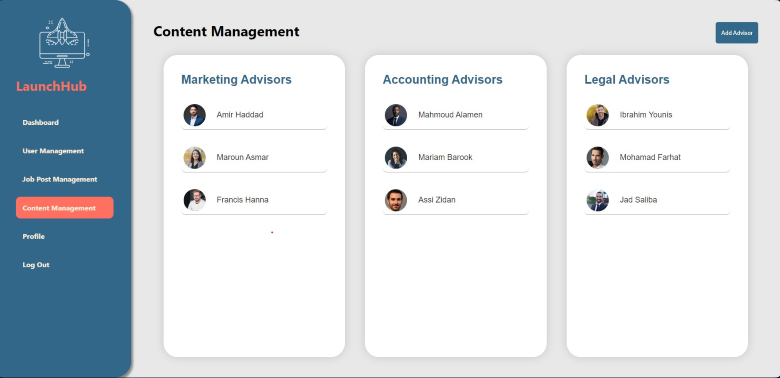 LaunchHub
Dashboard
User Management
Job Post Management
Content Management
Profile
Log Out
Content Management
Add Advisor
Marketing Advisors
Amir Haddad
Maroun Asmar
Francis Hanna
Accounting Advisors
Mahmoud Alamen
Mariam Barook
Assi Zidan
Legal Advisors
Ibrahim Younis
Mohamad Farhat
Jad Saliba